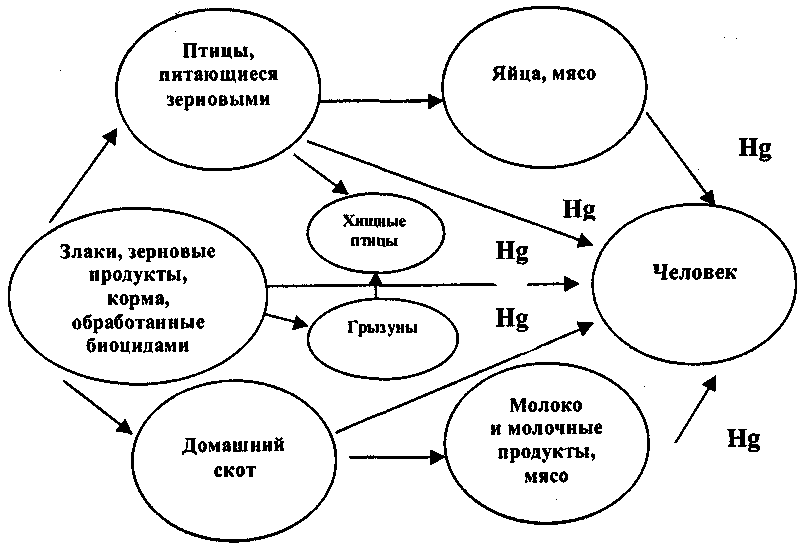 Птицы,
питающиеся
зерновыми
Яйца, мясо
Hg
Hg
Хищные
птицы
Злаки, зерновые
продукты,
корма,
обработанные
биоцидами
Hg
Человек
Грызуны
Hg
Домашний
скот
Молоко
и молочные
продукты,
мясо
Hg